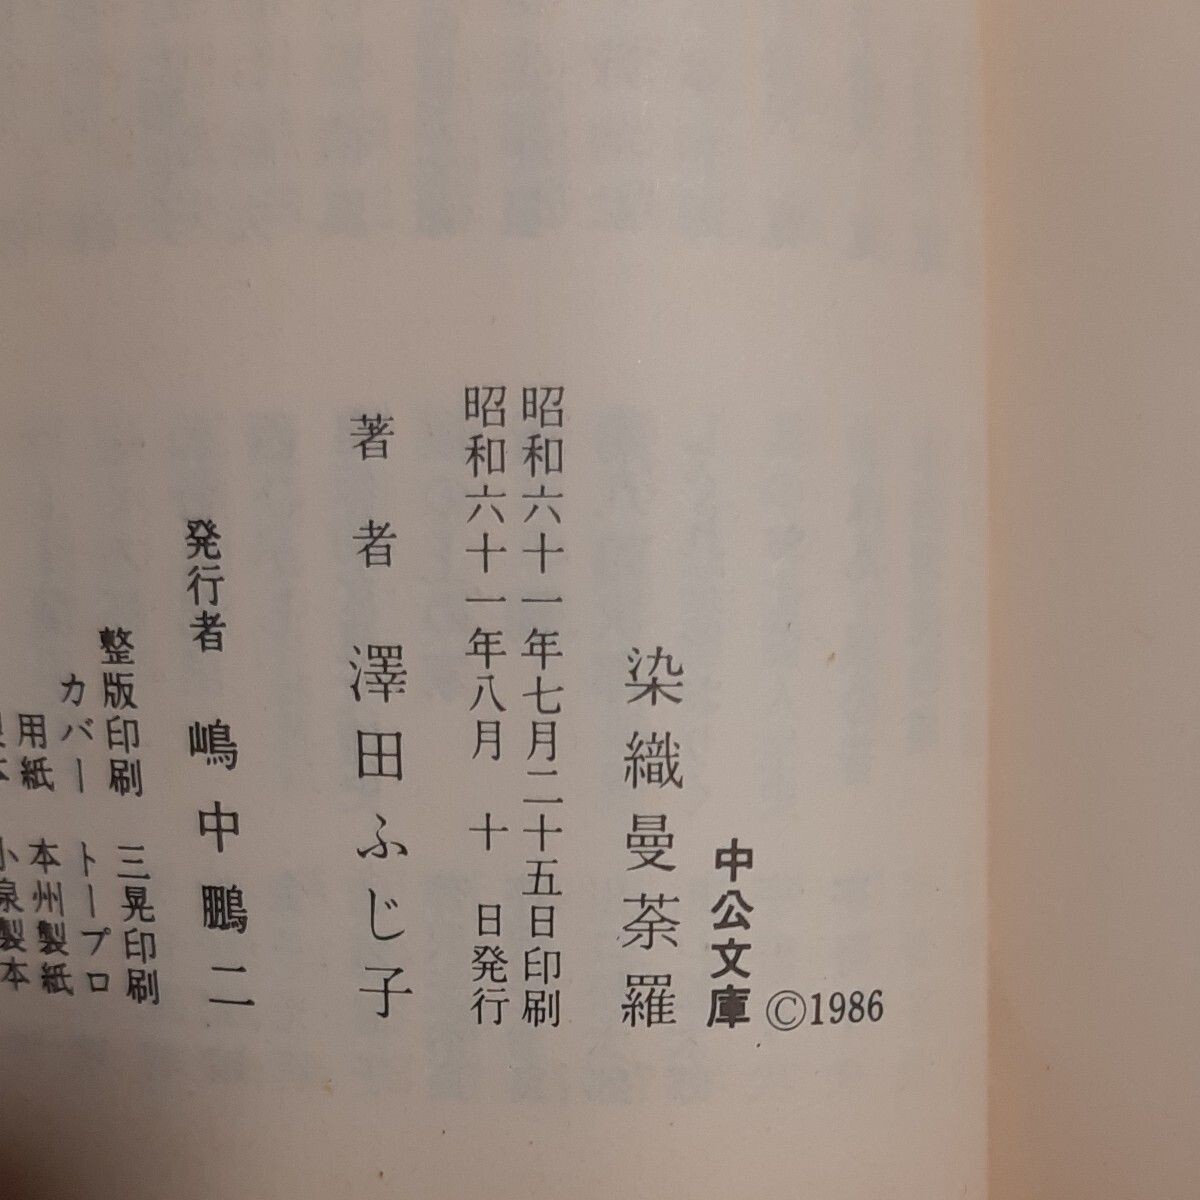 ©1986
中公文庫
染織曼荼羅
昭和六十一年七月二十五日印刷
昭和六十一年八月 十 日発行
著 者 澤田ふじ子
発行者 嶋中鵬二
整版印刷 三晃印刷
カバー トープロ
用紙 本州製紙
小泉製本